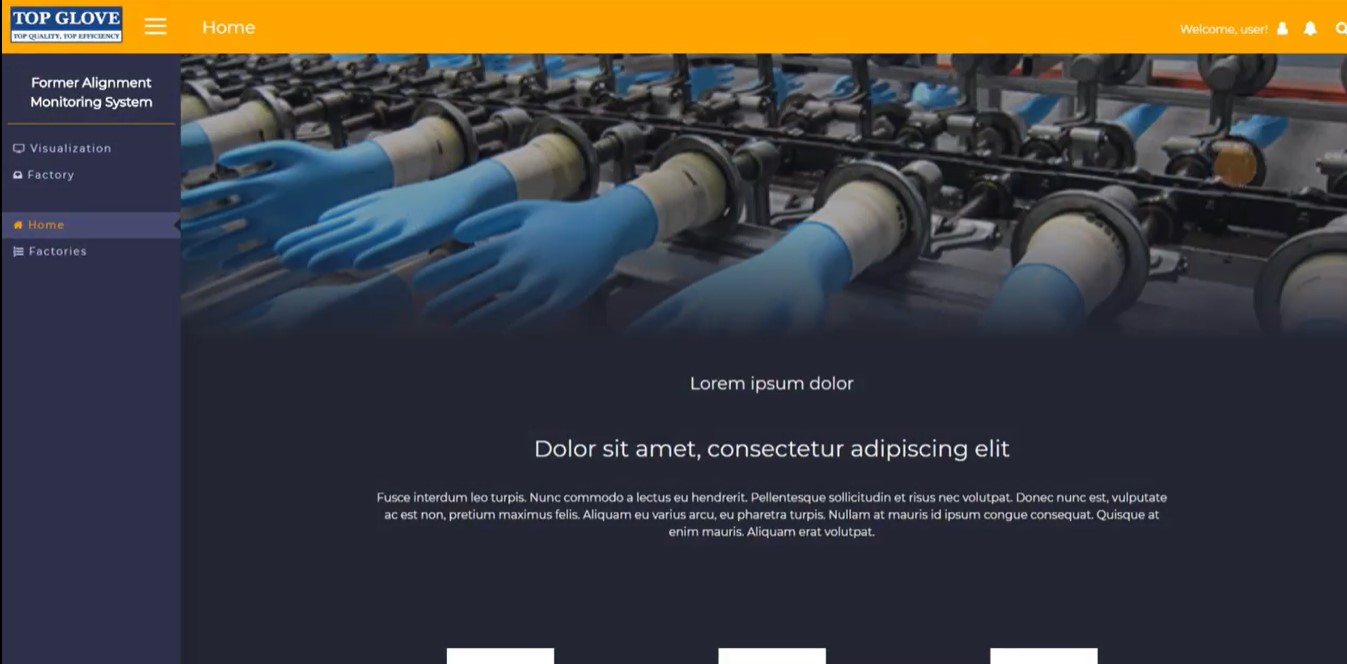 TOP GLOVE
TOP QUALITY, TOP EFFICIENCY
Home
Welcome, user!
Former Alignment
Monitoring System
Visualization
Factory
Home
Factories
Lorem ipsum dolor
Dolor sit amet, consectetur adipiscing elit
Fusce interdum leo turpis. Nunc commodo a lectus eu hendrerit. Pellentesque sollicitudin et risus nec volutpat. Donec nunc est, vulputate
ac est non, pretium maximus felis. Aliquam eu varius arcu, eu pharetra turpis. Nullam at mauris id ipsum congue consequat. Quisque at
enim mauris. Aliquam erat volutpat.